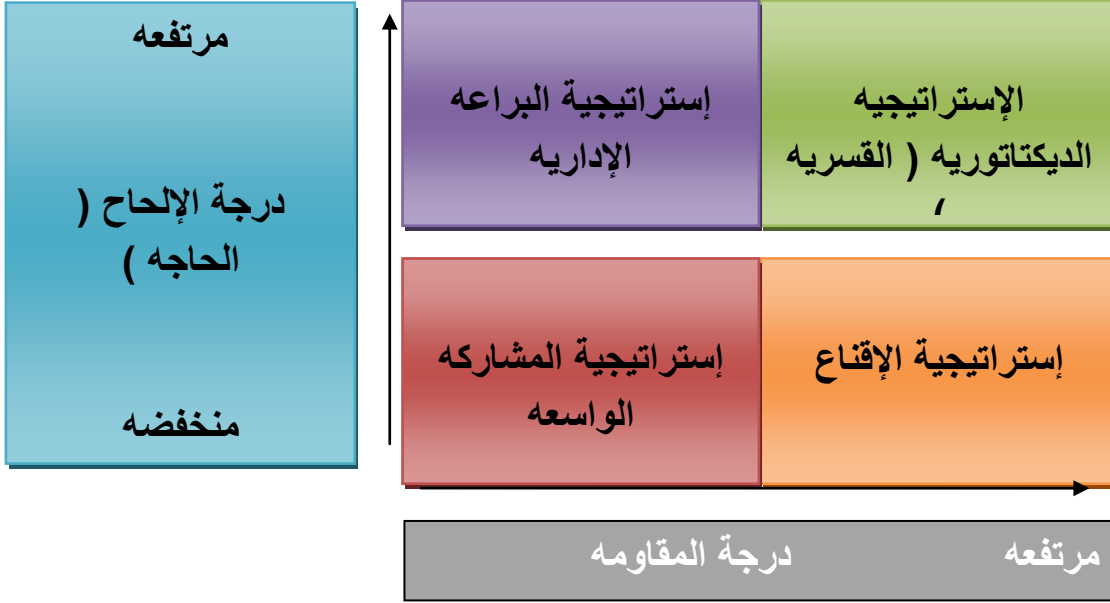 مرتفعه
درجة الإلحاح (
الحاجه )
منخفضه
إستراتيجية البراعه
الإداريه
الإستراتيجيه
الديكتاتوريه ( القسريه
،
إستراتيجية المشاركه
الواسعه
إستراتيجية الإقناع
مرتفعه درجة المقاومه